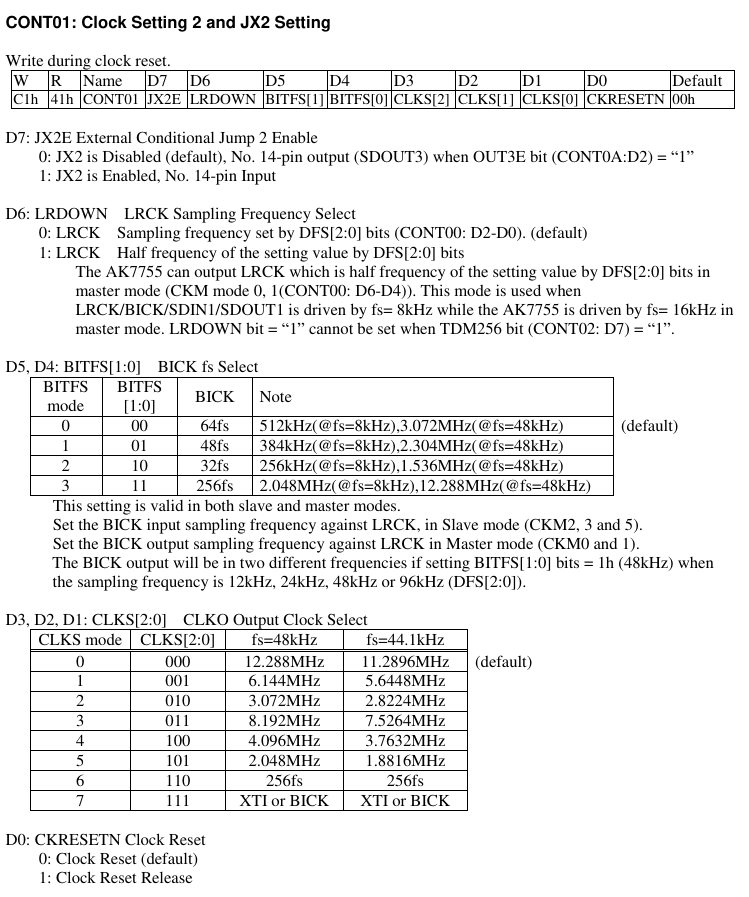 CONT01: Clock Setting 2 and JX2 Setting
Write during clock reset.
W R Name D7 D6 D5 D4 D3 D2 D1 D0 Default
C1h 41h CONT01 JX2E LRDOWN BITFS[1] BITFS[0] CLKS[2] CLKS[1] CLKS[0] CKRESETN 00h
D7: JX2E External Conditional Jump 2 Enable
0: JX2 is Disabled (default), No. 14-pin output (SDOUT3) when OUT3E bit (CONT0A:D2) = “1”
1: JX2 is Enabled, No. 14-pin Input
D6: LRDOWN LRCK Sampling Frequency Select
0: LRCK Sampling frequency set by DFS[2:0] bits (CONT00: D2-D0). (default)
1: LRCK Half frequency of the setting value by DFS[2:0] bits
The AK7755 can output LRCK which is half frequency of the setting value by DFS[2:0] bits in
master mode (CKM mode 0, 1(CONT00: D6-D4)). This mode is used when
LRCK/BICK/SDIN1/SDOUT1 is driven by fs= 8kHz while the AK7755 is driven by fs= 16kHz in
master mode. LRDOWN bit = “1” cannot be set when TDM256 bit (CONT02: D7) = “1”.
D5, D4: BITFS[1:0] BICK fs Select
BITFS mode BITFS [1:0] BICK Note
0 00 64fs 512kHz(@fs=8kHz),3.072MHz(@fs=48kHz) (default)
1 01 48fs 384kHz(@fs=8kHz),2.304MHz(@fs=48kHz)
2 10 32fs 256kHz(@fs=8kHz),1.536MHz(@fs=48kHz)
3 11 256fs 2.048MHz(@fs=8kHz),12.288MHz(@fs=48kHz)
This setting is valid in both slave and master modes.
Set the BICK input sampling frequency against LRCK, in Slave mode (CKM2, 3 and 5).
Set the BICK output sampling frequency against LRCK in Master mode (CKM0 and 1).
The BICK output will be in two different frequencies if setting BITFS[1:0] bits = 1h (48kHz) when
the sampling frequency is 12kHz, 24kHz, 48kHz or 96kHz (DFS[2:0]).
D3, D2, D1: CLKS[2:0] CLKO Output Clock Select
CLKS mode CLKS[2:0] fs=48kHz fs=44.1kHz
0 000 12.288MHz 11.2896MHz (default)
1 001 6.144MHz 5.6448MHz
2 010 3.072MHz 2.8224MHz
3 011 8.192MHz 7.5264MHz
4 100 4.096MHz 3.7632MHz
5 101 2.048MHz 1.8816MHz
6 110 256fs 256fs
7 111 XTI or BICK XTI or BICK
D0: CKRESETN Clock Reset
0: Clock Reset (default)
1: Clock Reset Release